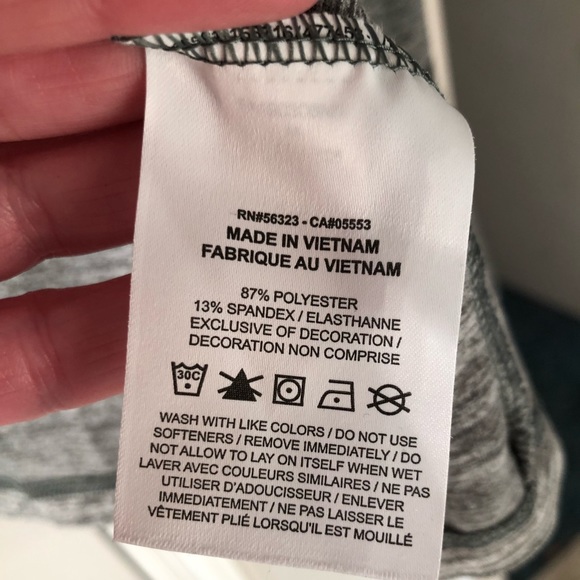 RN#56323 - CA#05553
MADE IN VIETNAM
FABRIQUE AU VIETNAM
87% POLYESTER
13% SPANDEX / ELASTHANNE
EXCLUSIVE OF DECORATION /
DECORATION NON COMPRISE
30C
WASH WITH LIKE COLORS / DO NOT USE
SOFTENERS / REMOVE IMMEDIATELY / DO
NOT ALLOW TO LAY ON ITSELF WHEN WET
LAVER AVEC COULEURS SIMILAIRES / NE PAS
UTILISER D'ADOUCISSEUR / ENLEVER
IMMÉDIATEMENT / NE PAS LAISSER LE
VÊTEMENT PLIÉ LORSQU'IL EST MOUILLÉ